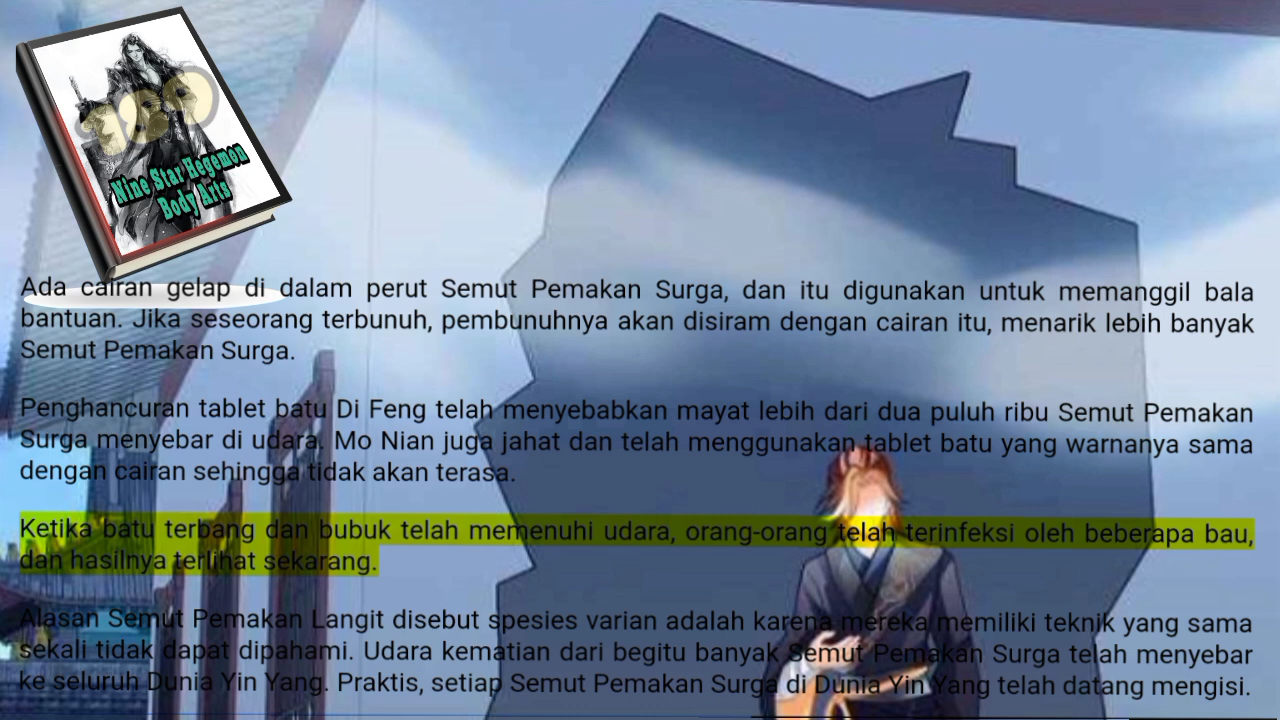 180
Nine Star Hegemon
Body Arts
Ada cairan gelap di dalam perut Semut Pemakan Surga, dan itu digunakan untuk memanggil bala
bantuan. Jika seseorang terbunuh, pembunuhnya akan disiram dengan cairan itu, menarik lebih banyak
Semut Pemakan Surga.
Penghancuran tablet batu Di Feng telah menyebabkan mayat lebih dari dua puluh ribu Semut Pemakan
Surga menyebar di udara. Mo Nian juga jahat dan telah menggunakan tablet batu yang warnanya sama
dengan cairan sehingga tidak akan terasa.
Ketika batu terbang dan bubuk telah memenuhi udara, orang-orang telah terinfeksi oleh beberapa bau,
dan hasilnya terlihat sekarang.
Alasan Semut Pemakan Langit disebut spesies varian adalah karena mereka memiliki teknik yang sama
sekali tidak dapat dipahami. Udara kematian dari begitu banyak Semut Pemakan Surga telah menyebar
ke seluruh Dunia Yin Yang. Praktis, setiap Semut Pemakan Surga di Dunia Yin Yang telah datang mengisi.